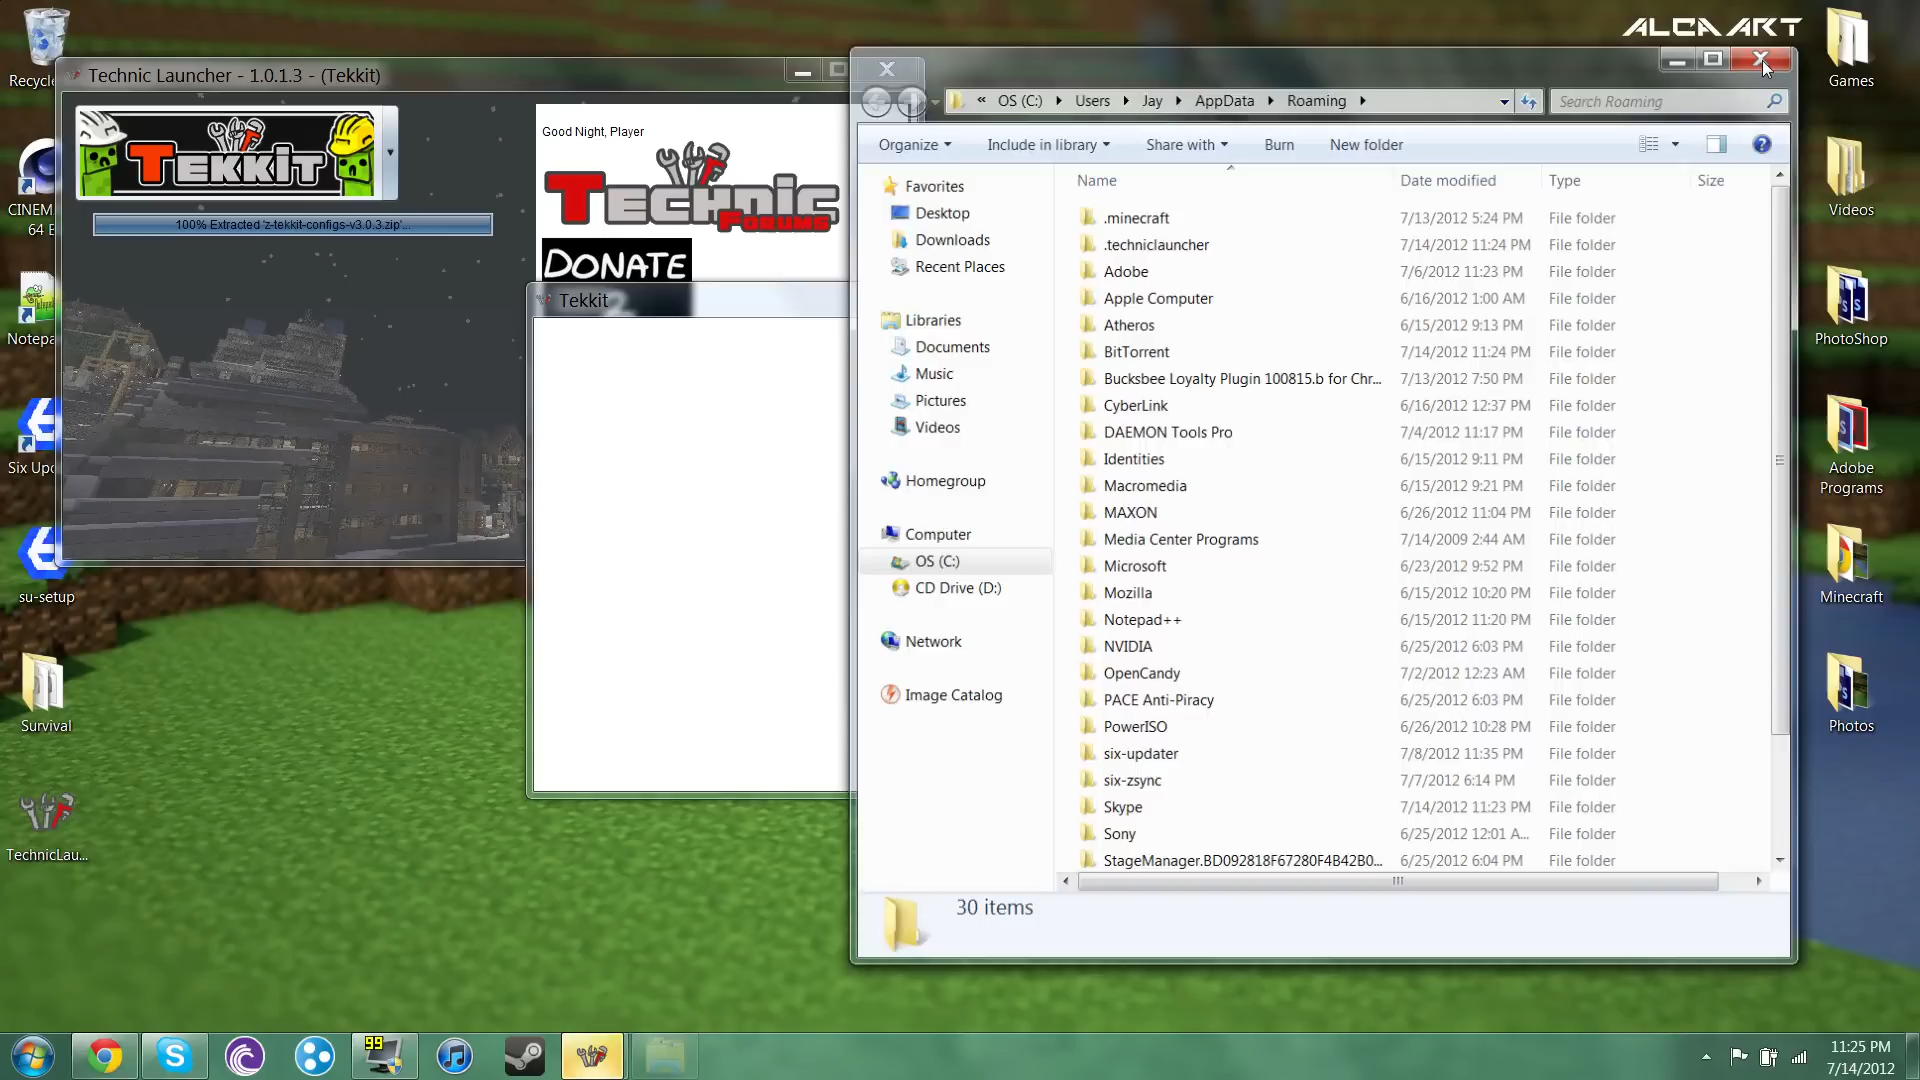 ALCA ART
Recycle
CINEM
64 B
Notepa
Six Upd
su-setup
Survival
TechnicLau...
Technic Launcher - 1.0.1.3 - (Tekkit)
TEKKIT
100% Extracted 'z-tekkit-configs-v3.0.3.zip'...
Good Night, Player
TECHNIC
FORUMS
DONATE
Tekkit
« OS (C:) Users Jay AppData Roaming
Search Roaming
Organize Include in library Share with Burn New folder
Favorites
Desktop
Downloads
Recent Places
Libraries
Documents
Music
Pictures
Videos
Homegroup
Computer
OS (C:)
CD Drive (D:)
Network
Image Catalog
Name Date modified Type Size
.minecraft 7/13/2012 5:24 PM File folder
.techniclauncher 7/14/2012 11:24 PM File folder
Adobe 7/6/2012 11:23 PM File folder
Apple Computer 6/16/2012 1:00 AM File folder
Atheros 6/15/2012 9:13 PM File folder
BitTorrent 7/14/2012 11:24 PM File folder
Bucksbee Loyalty Plugin 100815.b for Chr... 7/13/2012 7:50 PM File folder
CyberLink 6/16/2012 12:37 PM File folder
DAEMON Tools Pro 7/4/2012 11:17 PM File folder
Identities 6/15/2012 9:11 PM File folder
Macromedia 6/15/2012 9:21 PM File folder
MAXON 6/26/2012 11:04 PM File folder
Media Center Programs 7/14/2009 2:44 AM File folder
Microsoft 6/23/2012 9:52 PM File folder
Mozilla 6/15/2012 10:20 PM File folder
Notepad++ 6/15/2012 11:20 PM File folder
NVIDIA 6/25/2012 6:03 PM File folder
OpenCandy 7/2/2012 12:23 AM File folder
PACE Anti-Piracy 6/25/2012 6:03 PM File folder
PowerISO 6/26/2012 10:28 PM File folder
six-updater 7/8/2012 11:35 PM File folder
six-zsync 7/7/2012 6:14 PM File folder
Skype 7/14/2012 11:23 PM File folder
Sony 6/25/2012 12:01 A... File folder
StageManager.BD092818F67280F4B42B0... 6/25/2012 6:04 PM File folder
30 items
Games
Videos
PhotoShop
Adobe
Programs
Minecraft
Photos
99
11:25 PM
7/14/2012